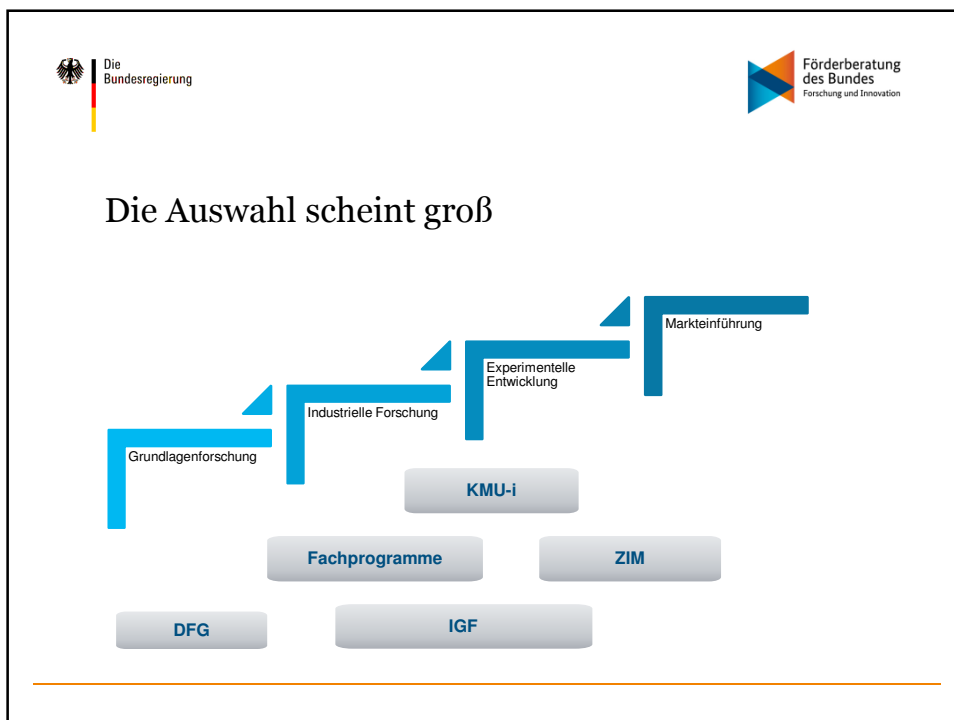 Die
Bundesregierung
Förderberatung
des Bundes
Forschung und Innovation
Die Auswahl scheint groß
Markteinführung
Experimentelle
Entwicklung
Industrielle Forschung
Grundlagenforschung
KMU-i
Fachprogramme
ZIM
DFG
IGF